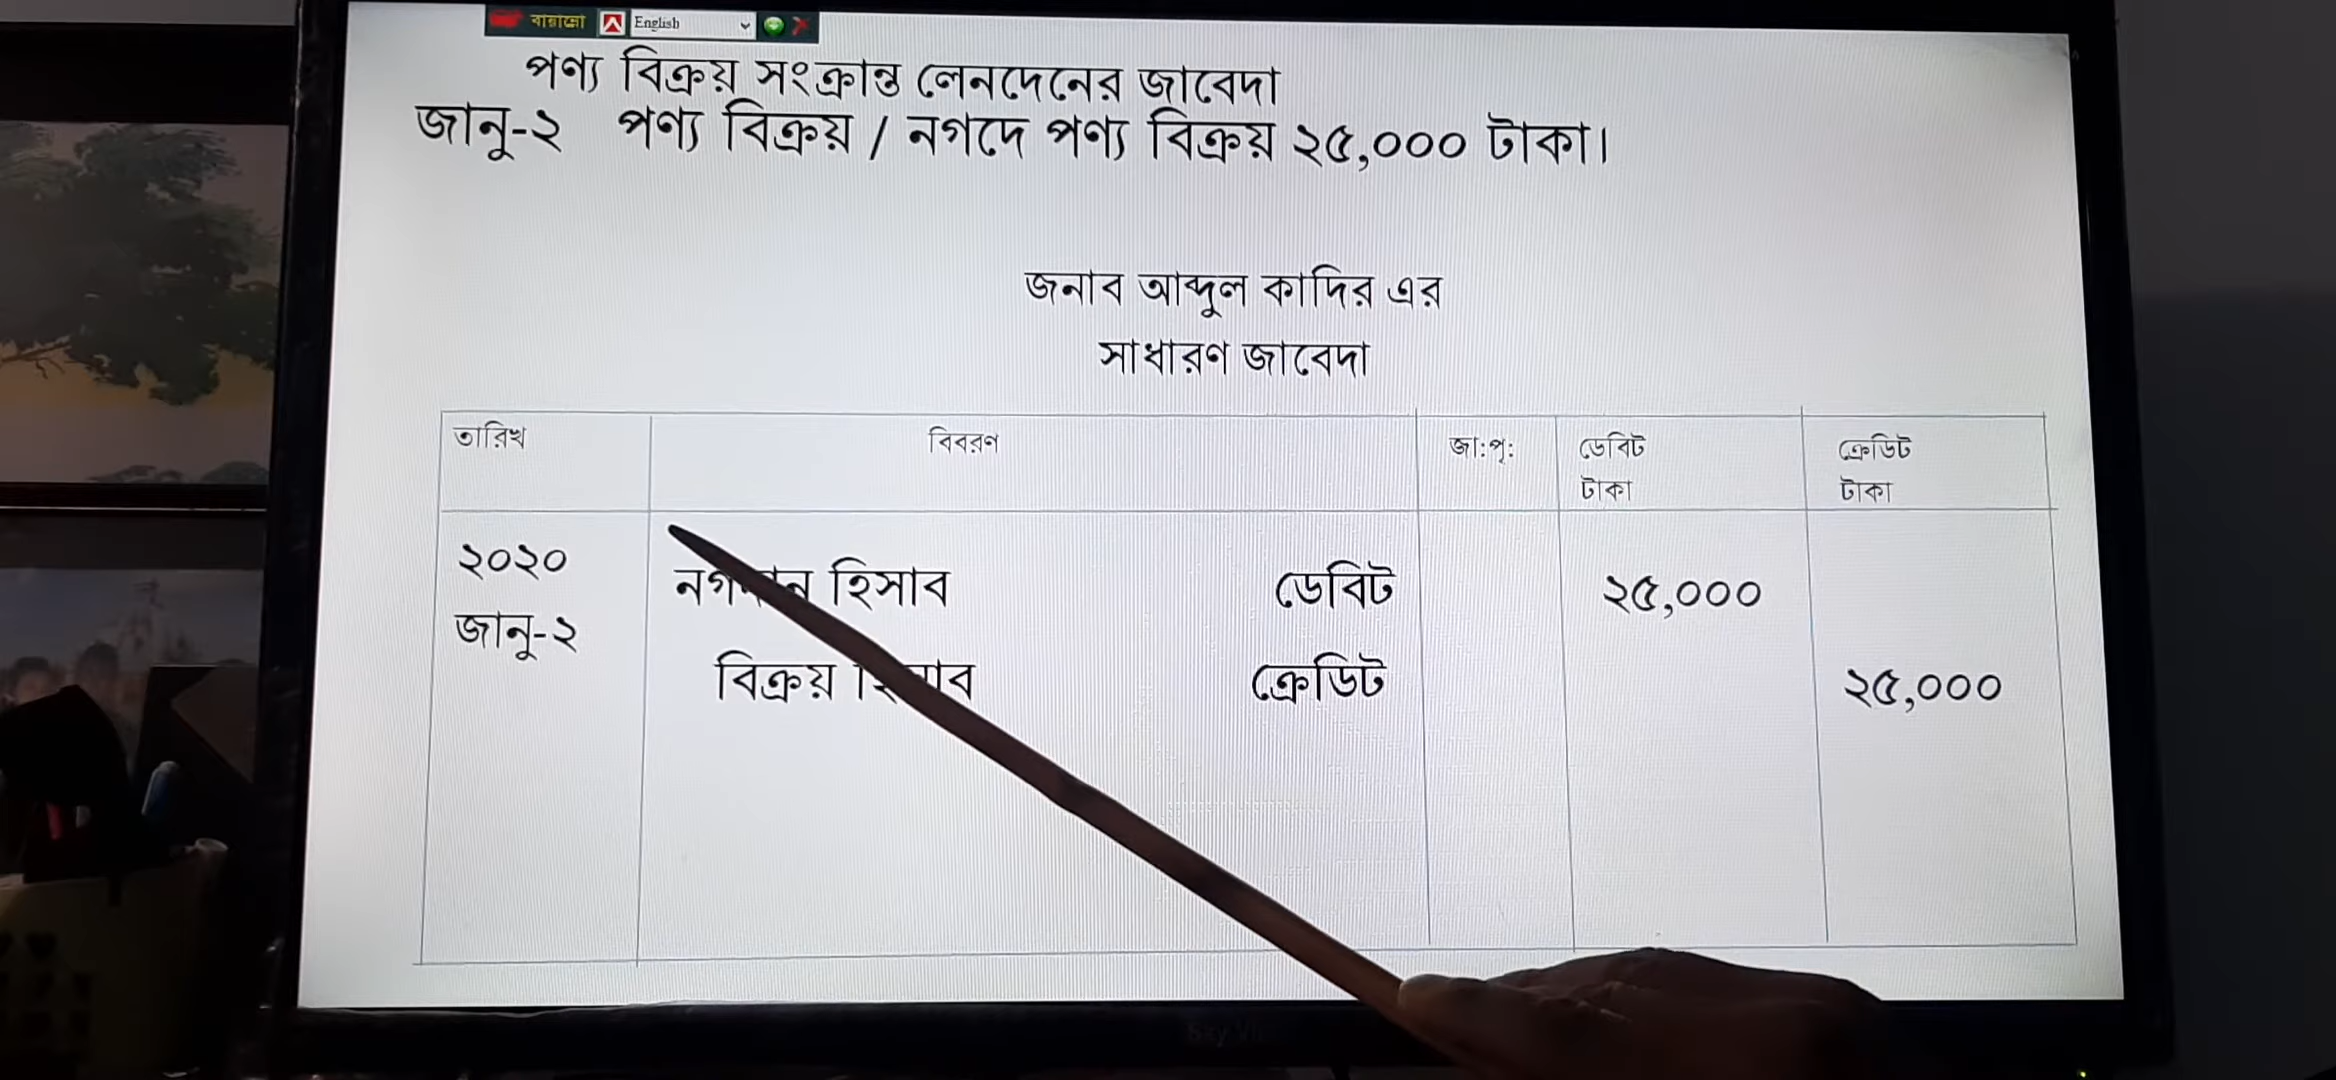 বায়ান্নো English
পণ্য বিক্রয় সংক্রান্ত লেনদেনের জাবেদা
জানু-২ পণ্য বিক্রয় / নগদে পণ্য বিক্রয় ২৫,০০০ টাকা।
জনাব আব্দুল কাদির এর
সাধারণ জাবেদা
তারিখ বিবরণ জা:পৃ: ডেবিট টাকা ক্রেডিট টাকা
২০২০
জানু-২
নগদান হিসাব ডেবিট ২৫,০০০
বিক্রয় হিসাব ক্রেডিট ২৫,০০০